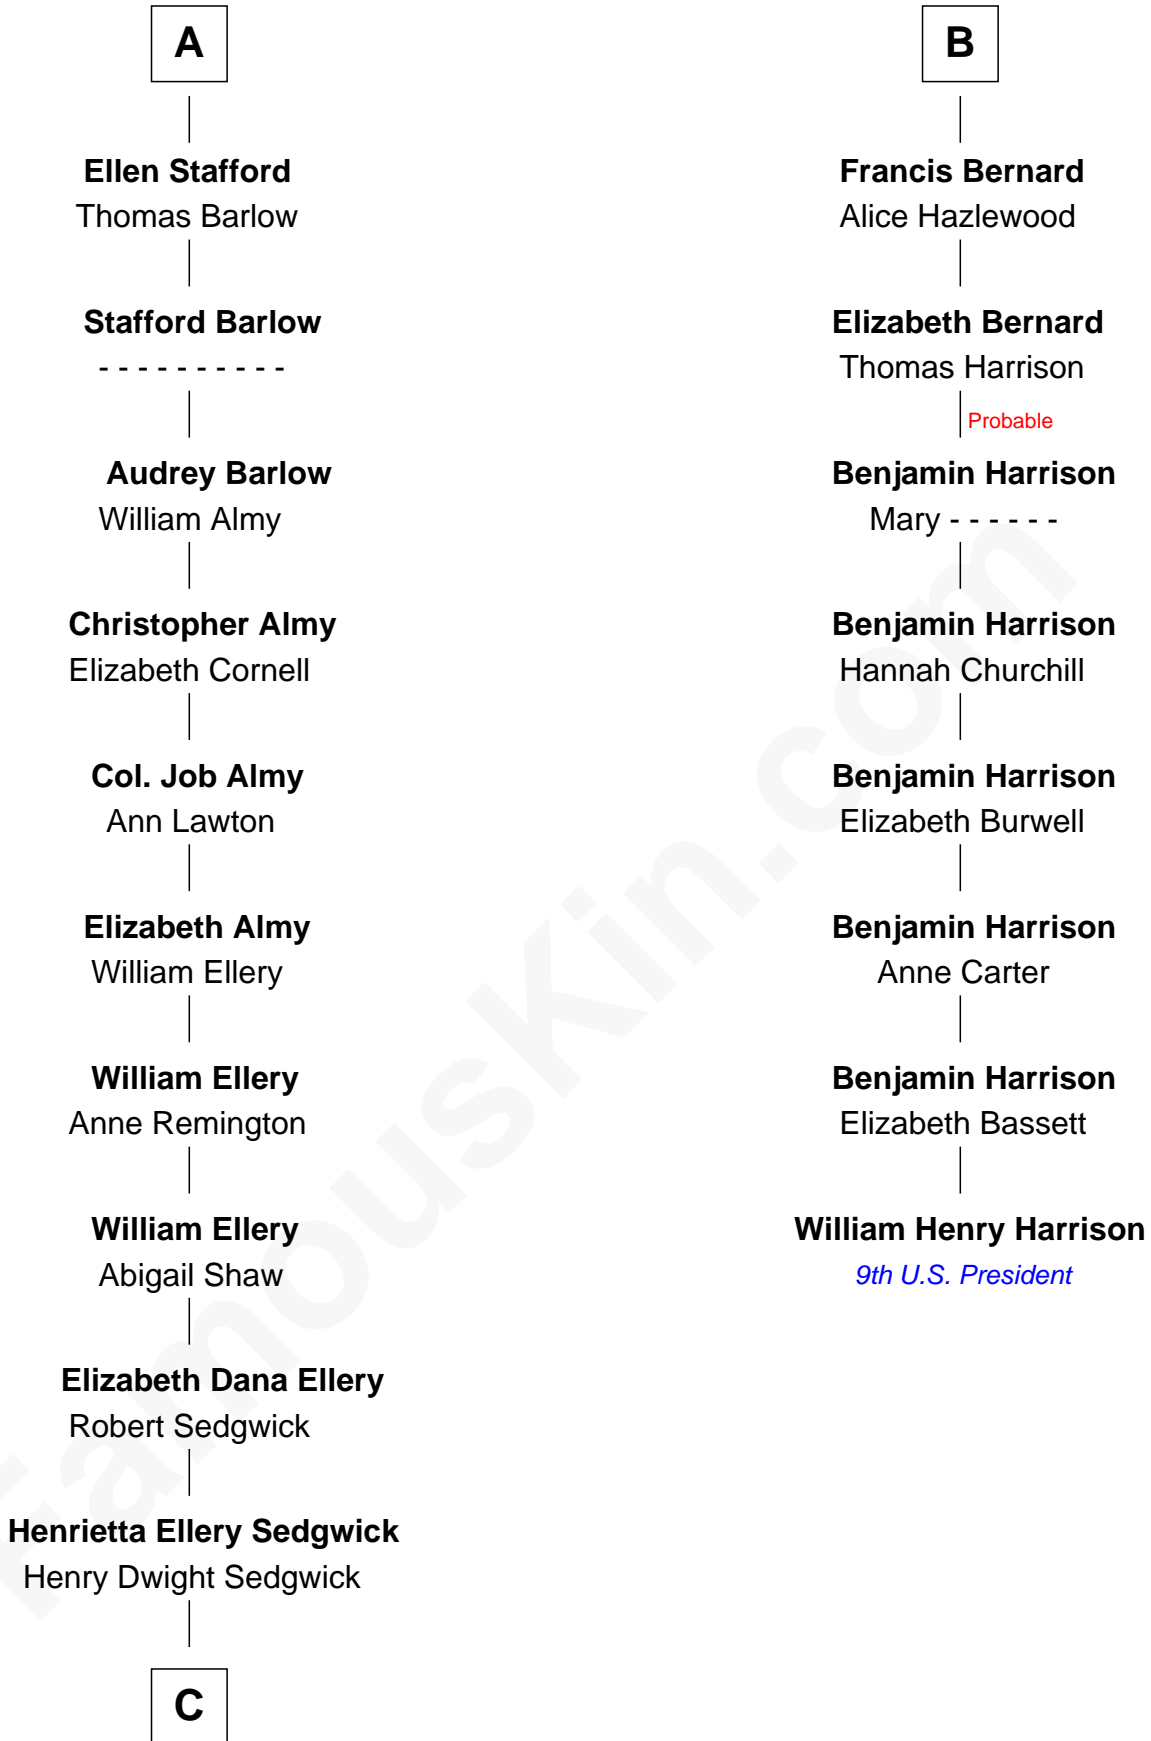 A
Ellen Stafford
Thomas Barlow
Stafford Barlow
- - - - - - - - - -
Audrey Barlow
William Almy
Christopher Almy
Elizabeth Cornell
Col. Job Almy
Ann Lawton
Elizabeth Almy
William Ellery
William Ellery
Anne Remington
William Ellery
Abigail Shaw
Elizabeth Dana Ellery
Robert Sedgwick
Henrietta Ellery Sedgwick
Henry Dwight Sedgwick
C
B
Francis Bernard
Alice Hazlewood
Elizabeth Bernard
Thomas Harrison
Probable
Benjamin Harrison
Mary - - - - - -
Benjamin Harrison
Hannah Churchill
Benjamin Harrison
Elizabeth Burwell
Benjamin Harrison
Anne Carter
Benjamin Harrison
Elizabeth Bassett
William Henry Harrison
9th U.S. President
FamousKin.com